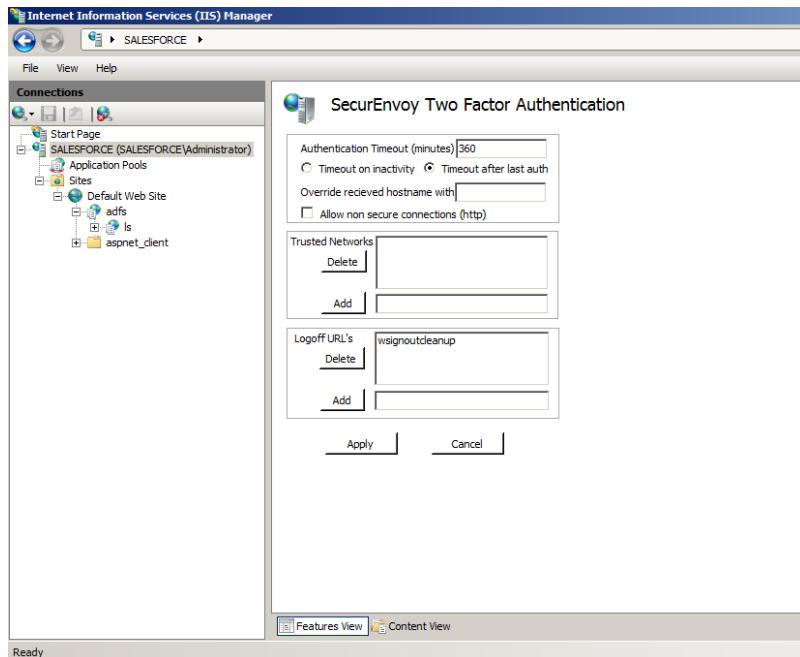 Internet Information Services (IIS) Manager
SALESFORCE
File View Help
Connections
Start Page
SALESFORCE (SALESFORCE\Administrator)
Application Pools
Sites
Default Web Site
adfs
ls
aspnet_client
SecurEnvoy Two Factor Authentication
Authentication Timeout (minutes) 360
Timeout on inactivity Timeout after last auth
Override recieved hostname with
Allow non secure connections (http)
Trusted Networks
Delete
Add
Logoff URL's
wsignoutcleanup
Delete
Add
Apply Cancel
Features View Content View
Ready